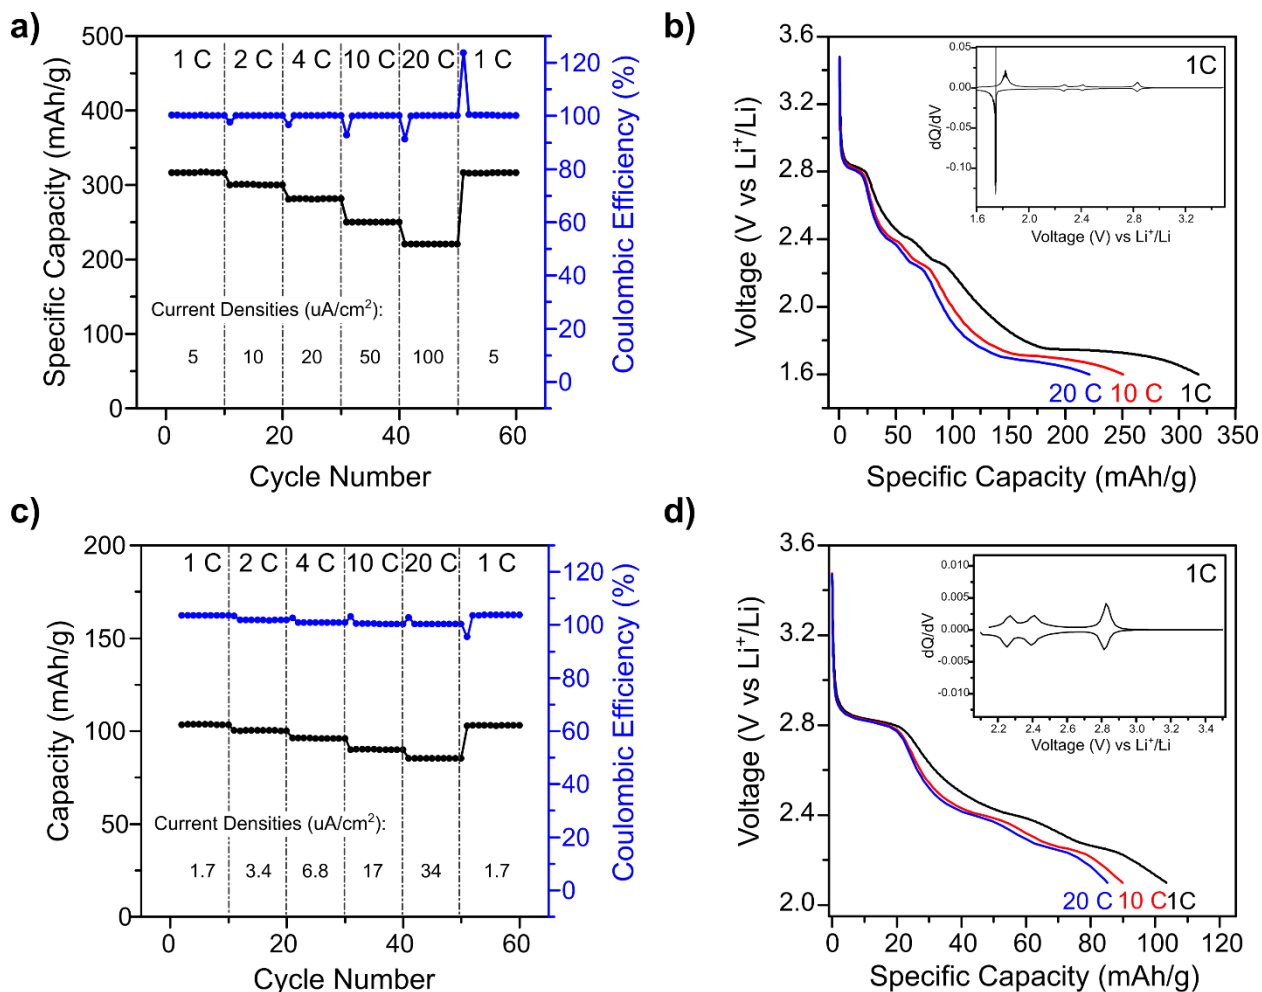 a)
500
400
300
200
100
0
Specific Capacity (mAh/g)
1 C 2 C 4 C 10 C 20 C 1 C
Current Densities (uA/cm²):
5 10 20 50 100 5
120
100
80
60
40
20
0
Coulombic Efficiency (%)
0 20 40 60
Cycle Number
b)
3.6
3.2
2.8
2.4
2.0
1.6
Voltage (V vs Li⁺/Li)
0.05
0.00
-0.05
-0.10
dQ/dV
1C
1.6 2.0 2.4 2.8 3.2
Voltage (V) vs Li⁺/Li
20 C 10 C 1C
0 50 100 150 200 250 300 350
Specific Capacity (mAh/g)
c)
200
150
100
50
0
Capacity (mAh/g)
1 C 2 C 4 C 10 C 20 C 1 C
Current Densities (uA/cm²):
1.7 3.4 6.8 17 34 1.7
120
100
80
60
40
20
0
Coulombic Efficiency (%)
0 20 40 60
Cycle Number
d)
3.6
3.2
2.8
2.4
2.0
Voltage (V vs Li⁺/Li)
0.010
0.005
0.000
-0.005
-0.010
dQ/dV
1C
2.2 2.4 2.6 2.8 3.0 3.2 3.4
Voltage (V) vs Li⁺/Li
20 C 10 C 1C
0 20 40 60 80 100 120
Specific Capacity (mAh/g)